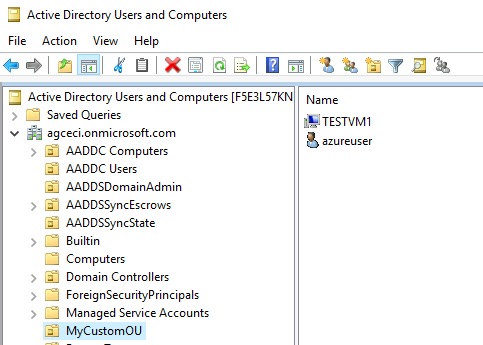 Active Directory Users and Computers
File Action View Help
Active Directory Users and Computers [F5E3L57KN
Saved Queries
agceci.onmicrosoft.com
AADDC Computers
AADDC Users
AADDSDomainAdmin
AADDSSyncEscrows
AADDSSyncState
Builtin
Computers
Domain Controllers
ForeignSecurityPrincipals
Managed Service Accounts
MyCustomOU
Name
TESTVM1
azureuser